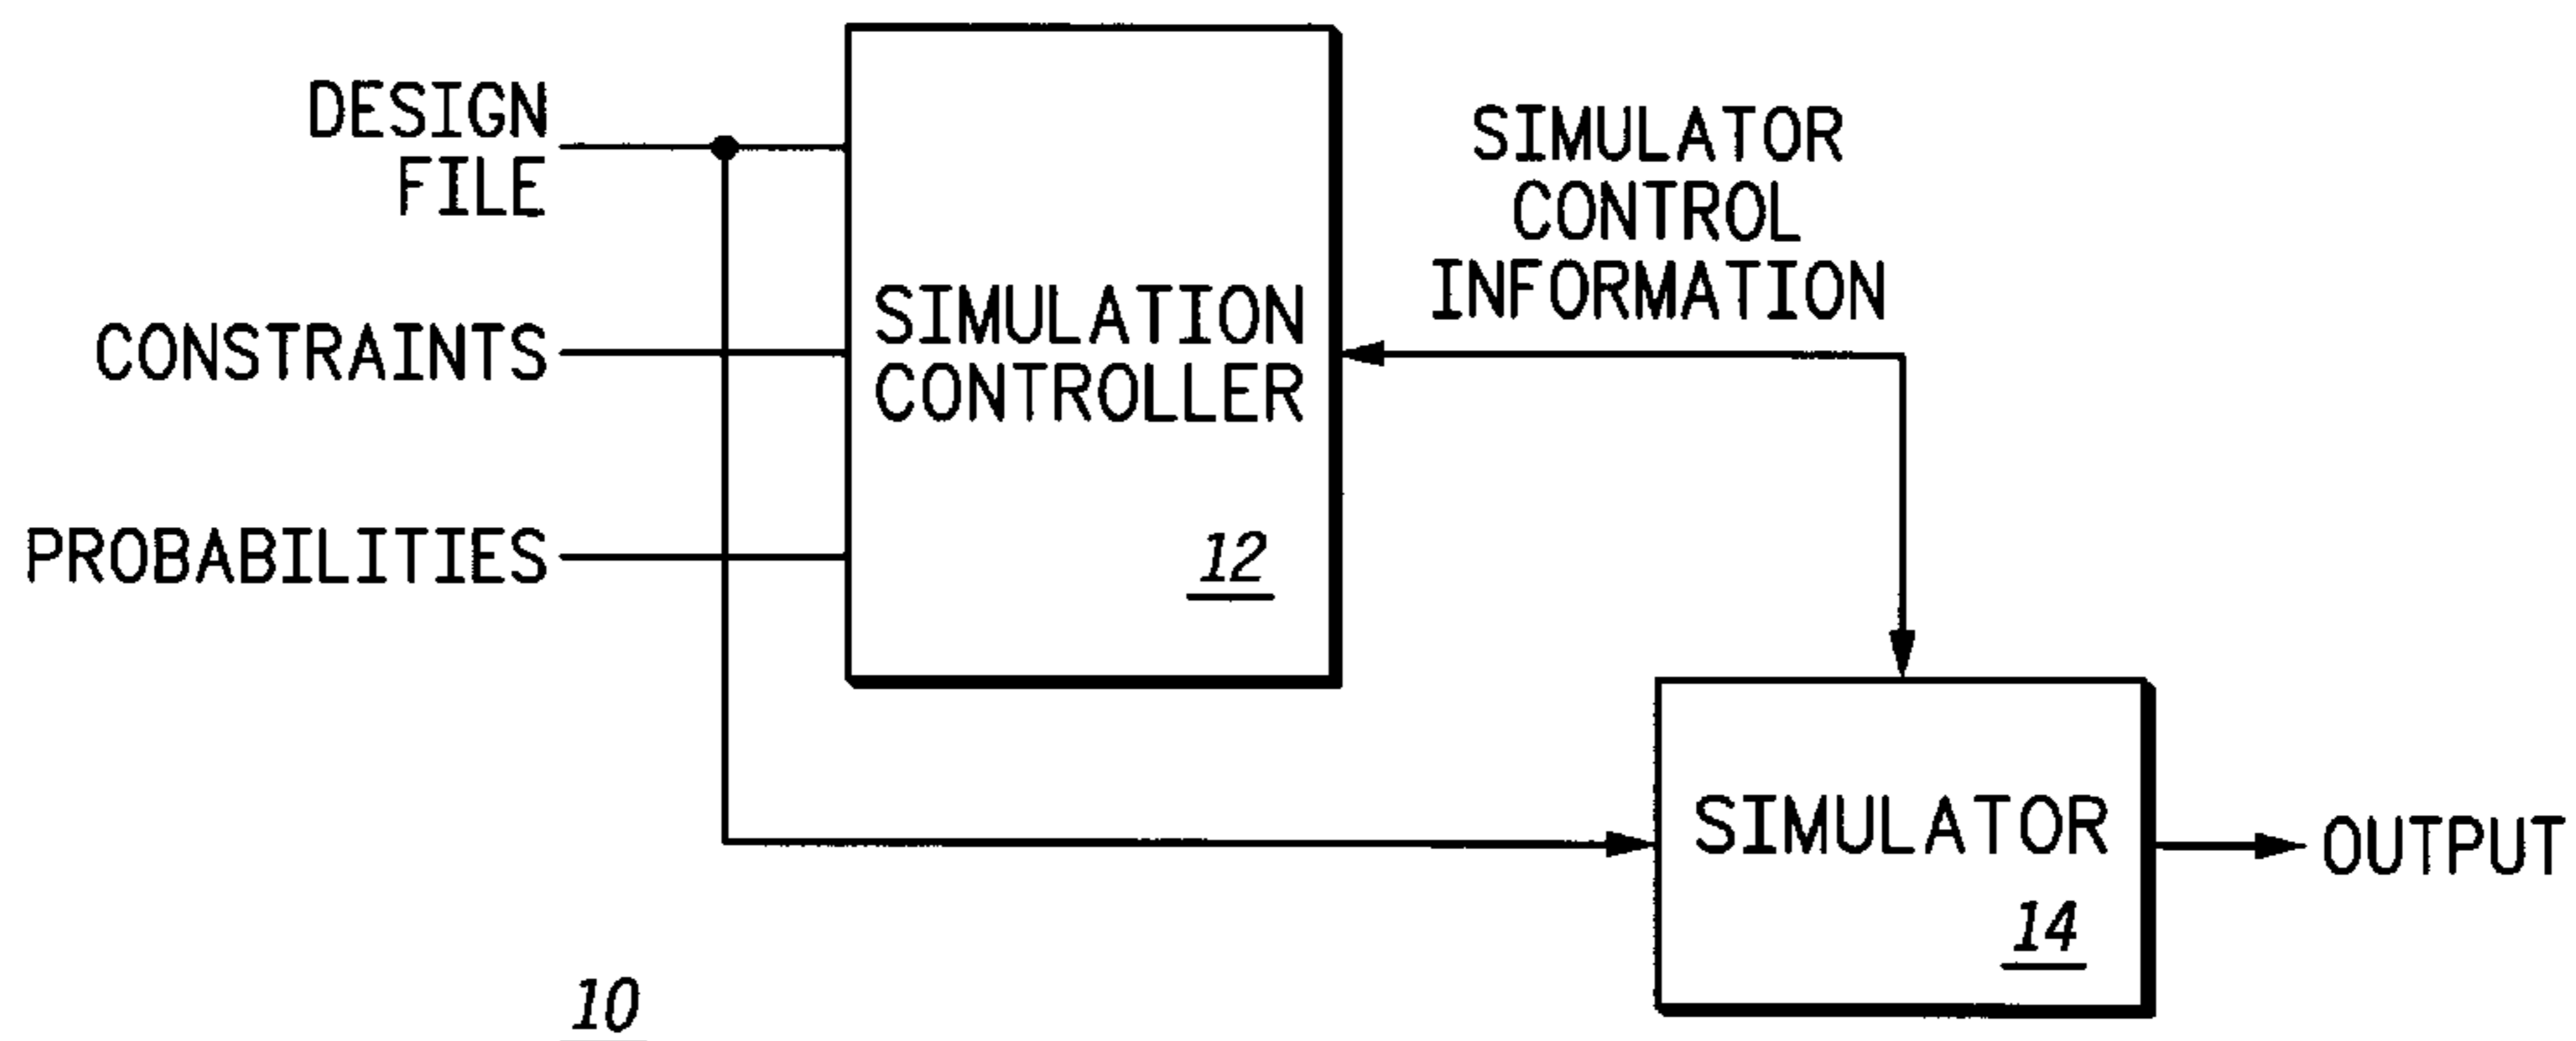 DESIGN
FILE
CONSTRAINTS
PROBABILITIES
SIMULATION
CONTROLLER
12
SIMULATOR
CONTROL
INFORMATION
SIMULATOR
14
OUTPUT
10